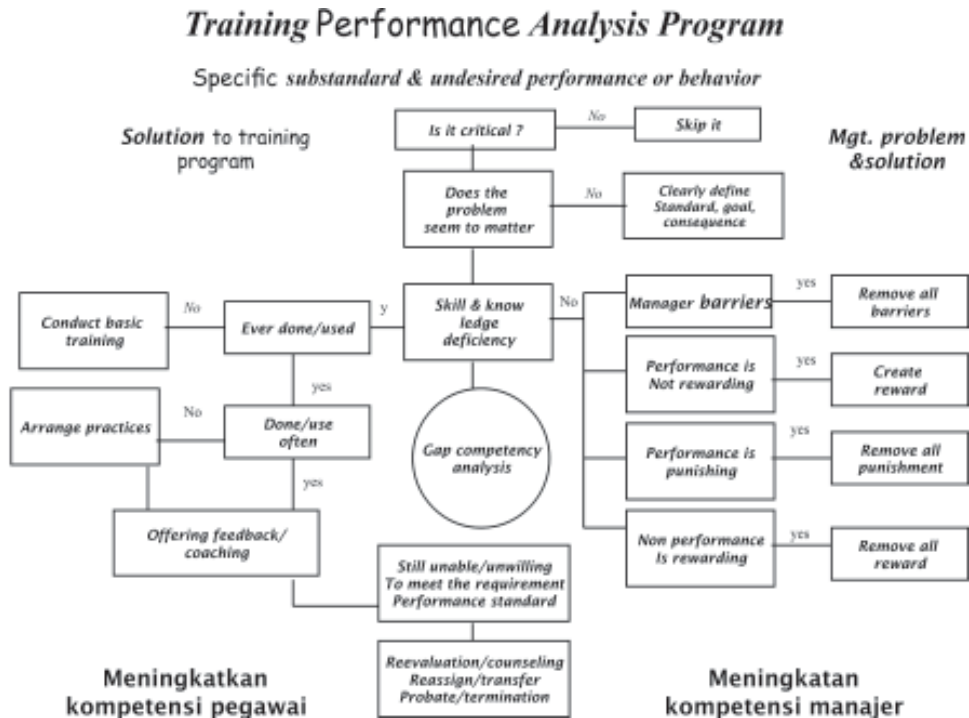 Training Performance Analysis Program
Specific substandard & undesired performance or behavior
Solution to training
program
Is it critical ?
No
Skip it
Mgt. problem
&solution
Does the
problem
seem to matter
No
Clearly define
Standard, goal,
consequence
Conduct basic
training
No
Ever done/used
y
Skill & know
ledge
deficiency
No
Manager barriers
yes
Remove all
barriers
Performance is
Not rewarding
yes
Create
reward
Arrange practices
No
yes
Done/use
often
yes
Gap competency
analysis
Performance is
punishing
yes
Remove all
punishment
Offering feedback/
coaching
Non performance
Is rewarding
yes
Remove all
reward
Still unable/unwilling
To meet the requirement
Performance standard
Reevaluation/counseling
Reassign/transfer
Probate/termination
Meningkatkan
kompetensi pegawai
Meningkatan
kompetensi manajer